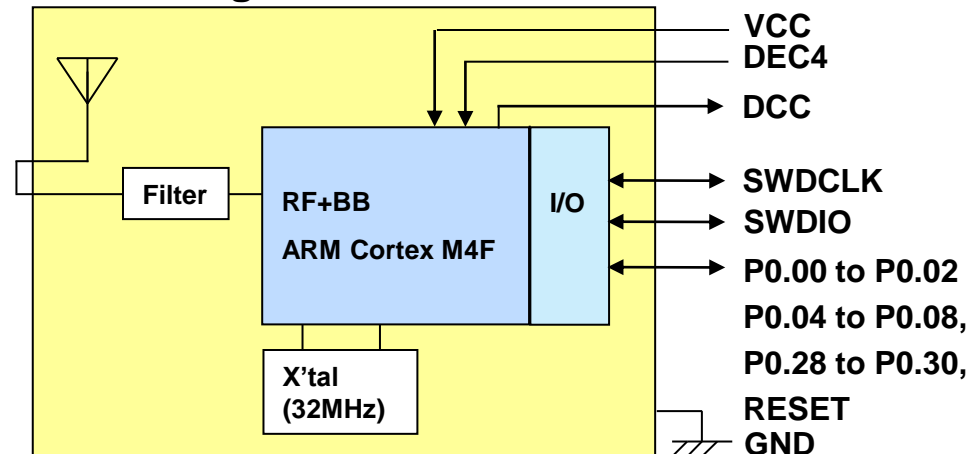 VCC
DEC4
DCC
Filter
RF+BB
ARM Cortex M4F
I/O
SWDCLK
SWDIO
P0.00 to P0.02
P0.04 to P0.08,
P0.28 to P0.30,
X'tal
(32MHz)
RESET
GND